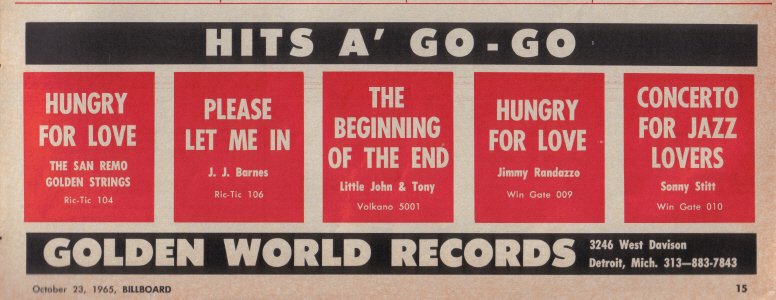 HITS A' GO-GO
HUNGRY
FOR LOVE
THE SAN REMO
GOLDEN STRINGS
Ric-Tic 104
PLEASE
LET ME IN
J. J. Barnes
Ric-Tic 106
THE
BEGINNING
OF THE END
Little John & Tony
Volkano 5001
HUNGRY
FOR LOVE
Jimmy Randazzo
Win Gate 009
CONCERTO
FOR JAZZ
LOVERS
Sonny Stitt
Win Gate 010
GOLDEN WORLD RECORDS
3246 West Davison
Detroit, Mich. 313—883-7843
October 23, 1965, BILLBOARD
15